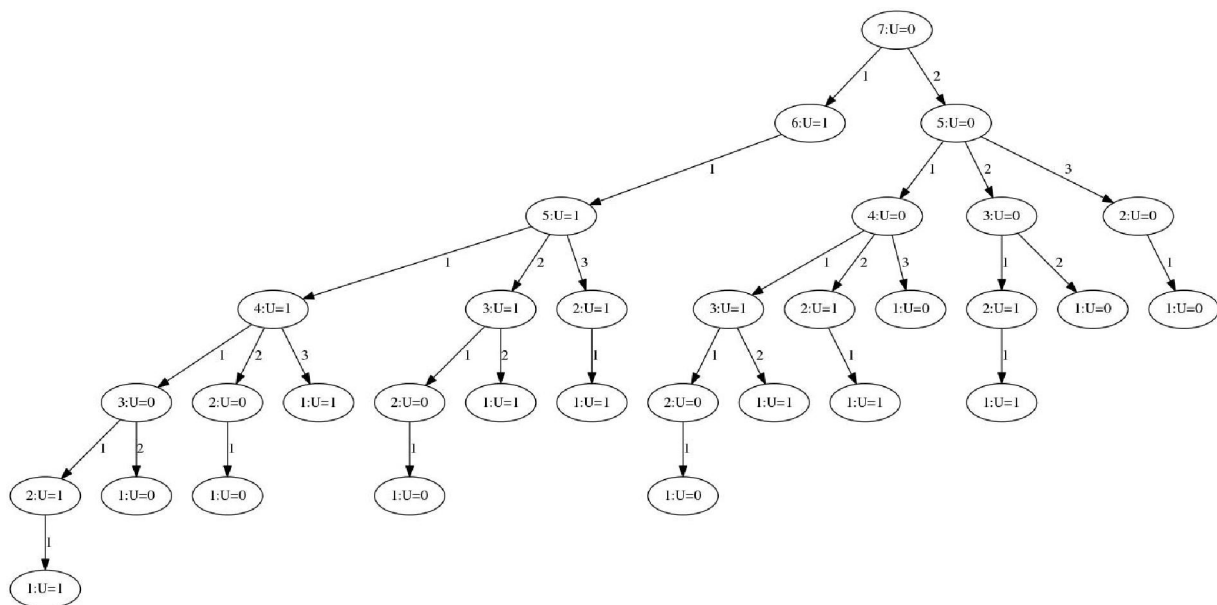 7:U=0
1 2
6:U=1 5:U=0
1 1 2 3
5:U=1 4:U=0 3:U=0 2:U=0
1 2 3 1 2 3 1 2 1
4:U=1 3:U=1 2:U=1 3:U=1 2:U=1 1:U=0 2:U=1 1:U=0 1:U=0
1 2 3 1 2 1 1 2 1 1
3:U=0 2:U=0 1:U=1 2:U=0 1:U=1 1:U=1 2:U=0 1:U=1 1:U=1 1:U=1
1 2 1 1 1
2:U=1 1:U=0 1:U=0 1:U=0 1:U=0
1
1:U=1